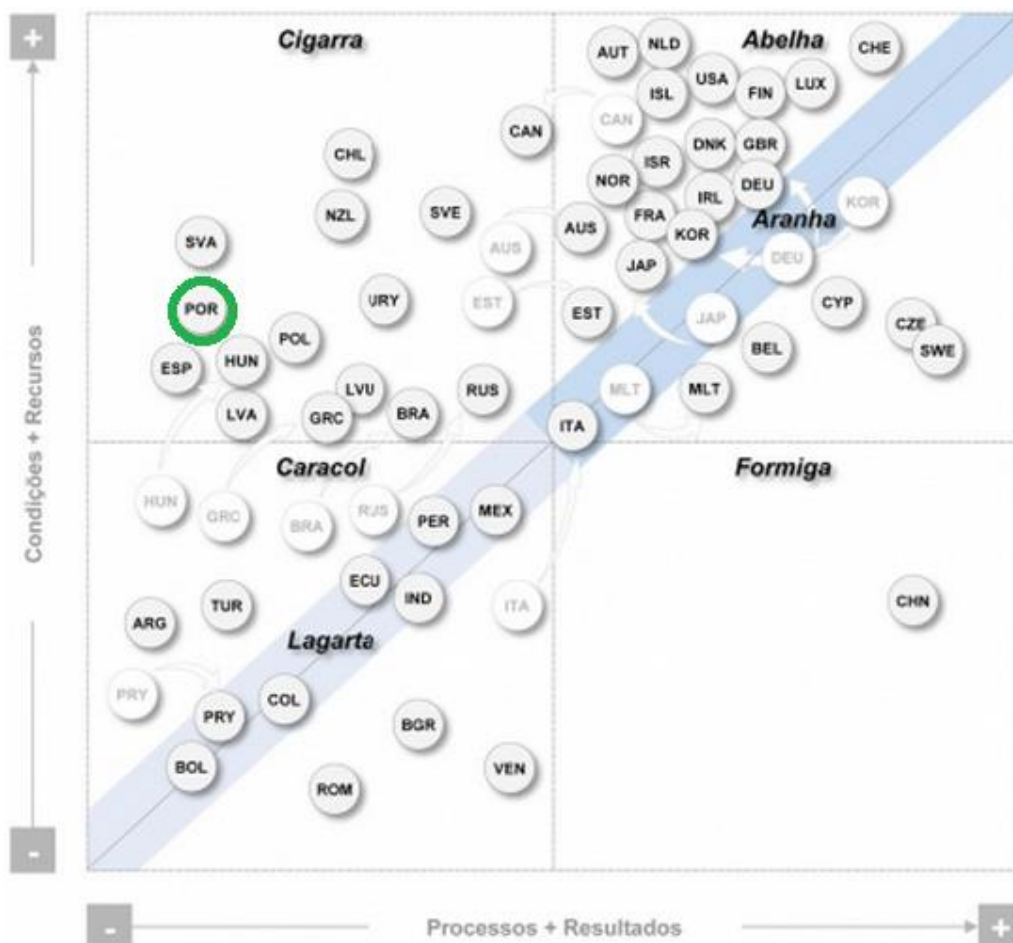 +
Cigarra
Abelha
AUT
NLD
CHE
USA
ISL
FIN
LUX
CAN
CAN
CHL
DNK
GBR
ISR
NOR
DEU
IRL
KOR
NZL
SVE
AUS
FRA
KOR
Aranha
SVA
AUS
DEU
JAP
POR
URY
EST
EST
CYP
JAP
CZE
POL
BEL
SWE
ESP
HUN
LVU
RUS
MLT
MLT
LVA
GRC
BRA
ITA
Condições + Recursos
Caracol
Formiga
HUN
GRC
BRA
RUS
PER
MEX
ECU
IND
ITA
CHN
ARG
TUR
Lagarta
PRY
PRY
COL
BGR
BOL
ROM
VEN
-
-
Processos + Resultados
+